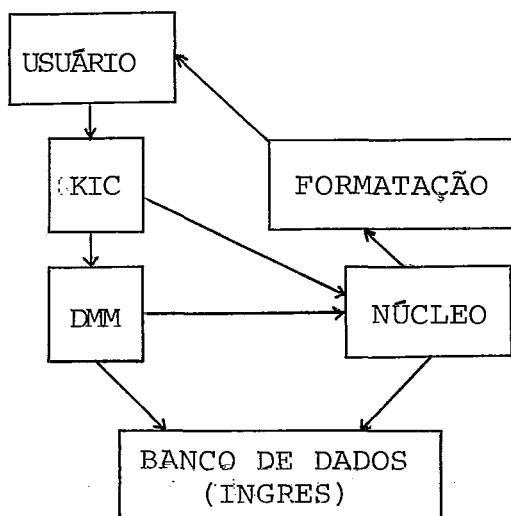 USUÁRIO
KIC
FORMATAÇÃO
DMM
NÚCLEO
BANCO DE DADOS
(INGRES)